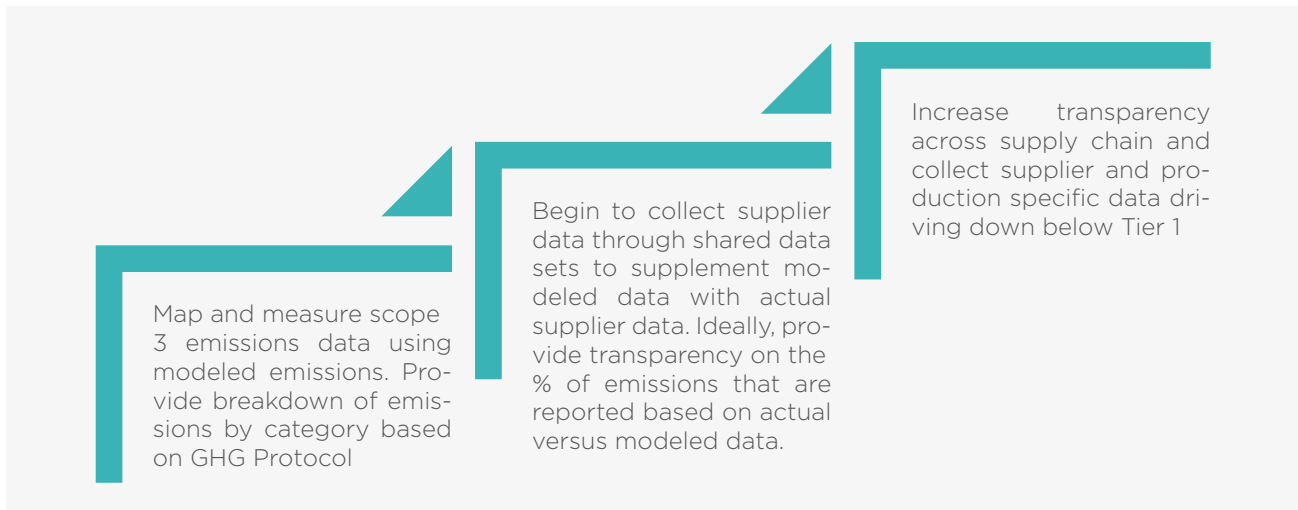 Map and measure scope
3 emissions data using
modeled emissions. Pro-
vide breakdown of emis-
sions by category based
on GHG Protocol
Begin to collect supplier
data through shared data
sets to supplement mo-
deled data with actual
supplier data. Ideally, pro-
vide transparency on the
% of emissions that are
reported based on actual
versus modeled data.
Increase transparency
across supply chain and
collect supplier and pro-
duction specific data dri-
ving down below Tier 1